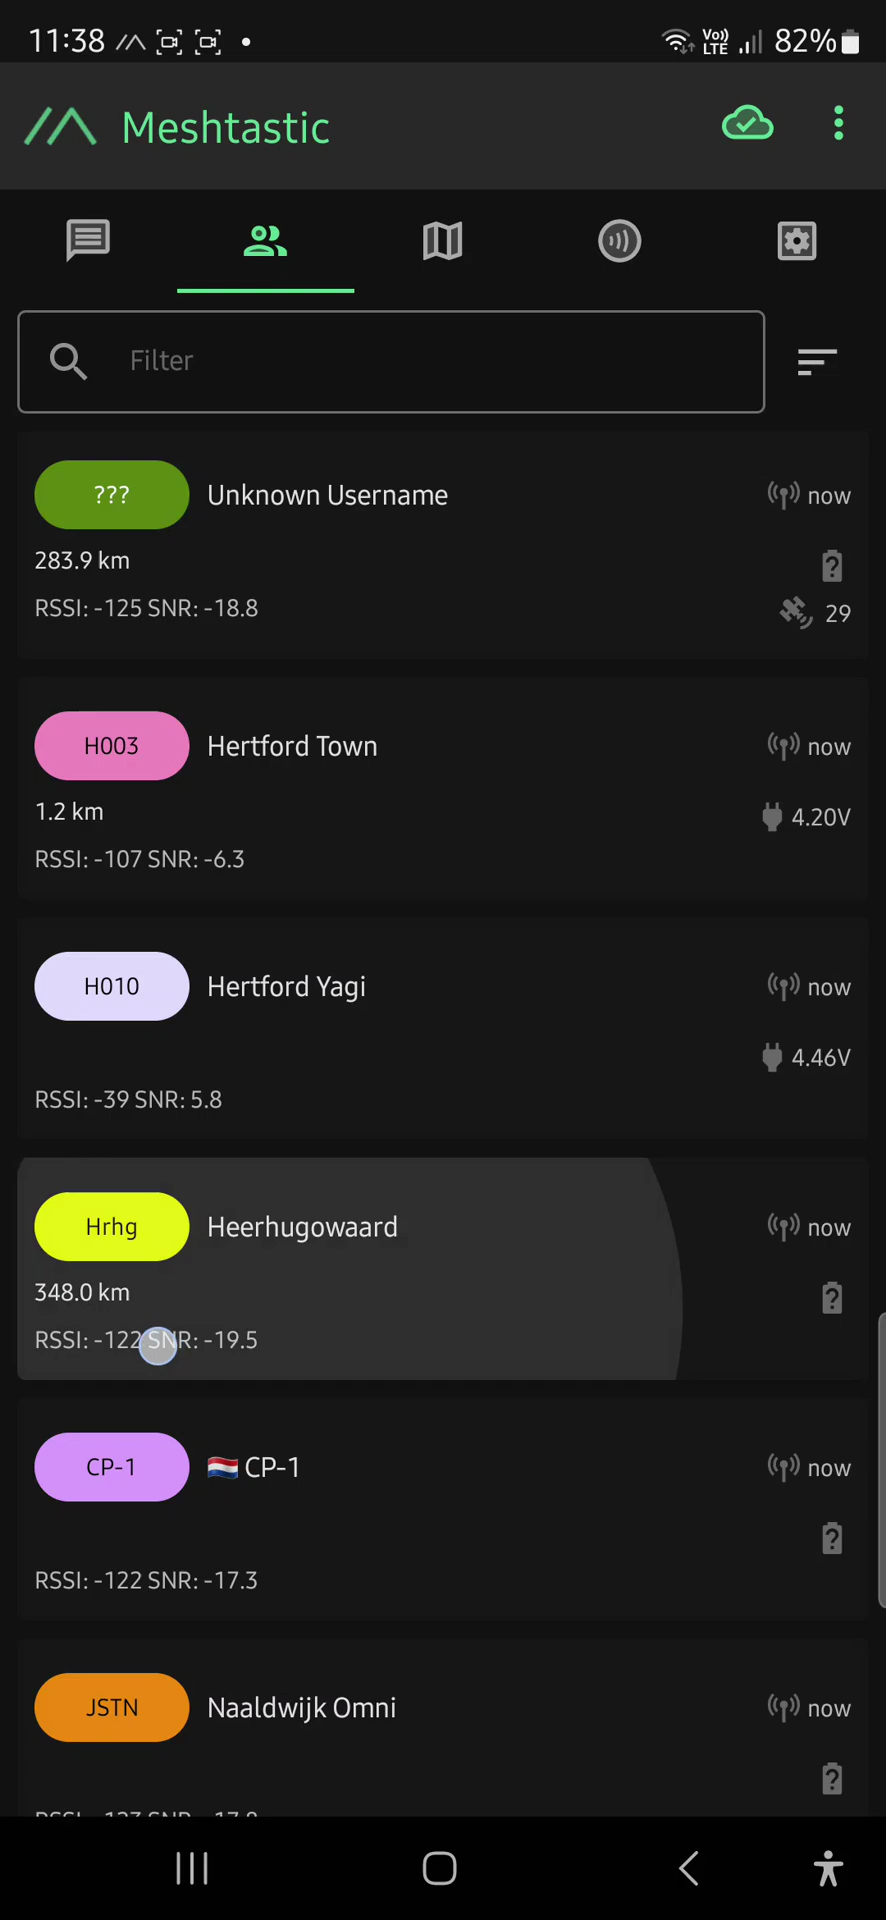 11:38 Vo)) LTE 82%
Meshtastic
Filter
??? Unknown Username now
283.9 km
RSSI: -125 SNR: -18.8
29
H003 Hertford Town now
1.2 km
4.20V
RSSI: -107 SNR: -6.3
H010 Hertford Yagi now
4.46V
RSSI: -39 SNR: 5.8
Hrhg Heerhugowaard now
348.0 km
RSSI: -122 SNR: -19.5
CP-1 🇳🇱 CP-1 now
RSSI: -122 SNR: -17.3
JSTN Naaldwijk Omni now